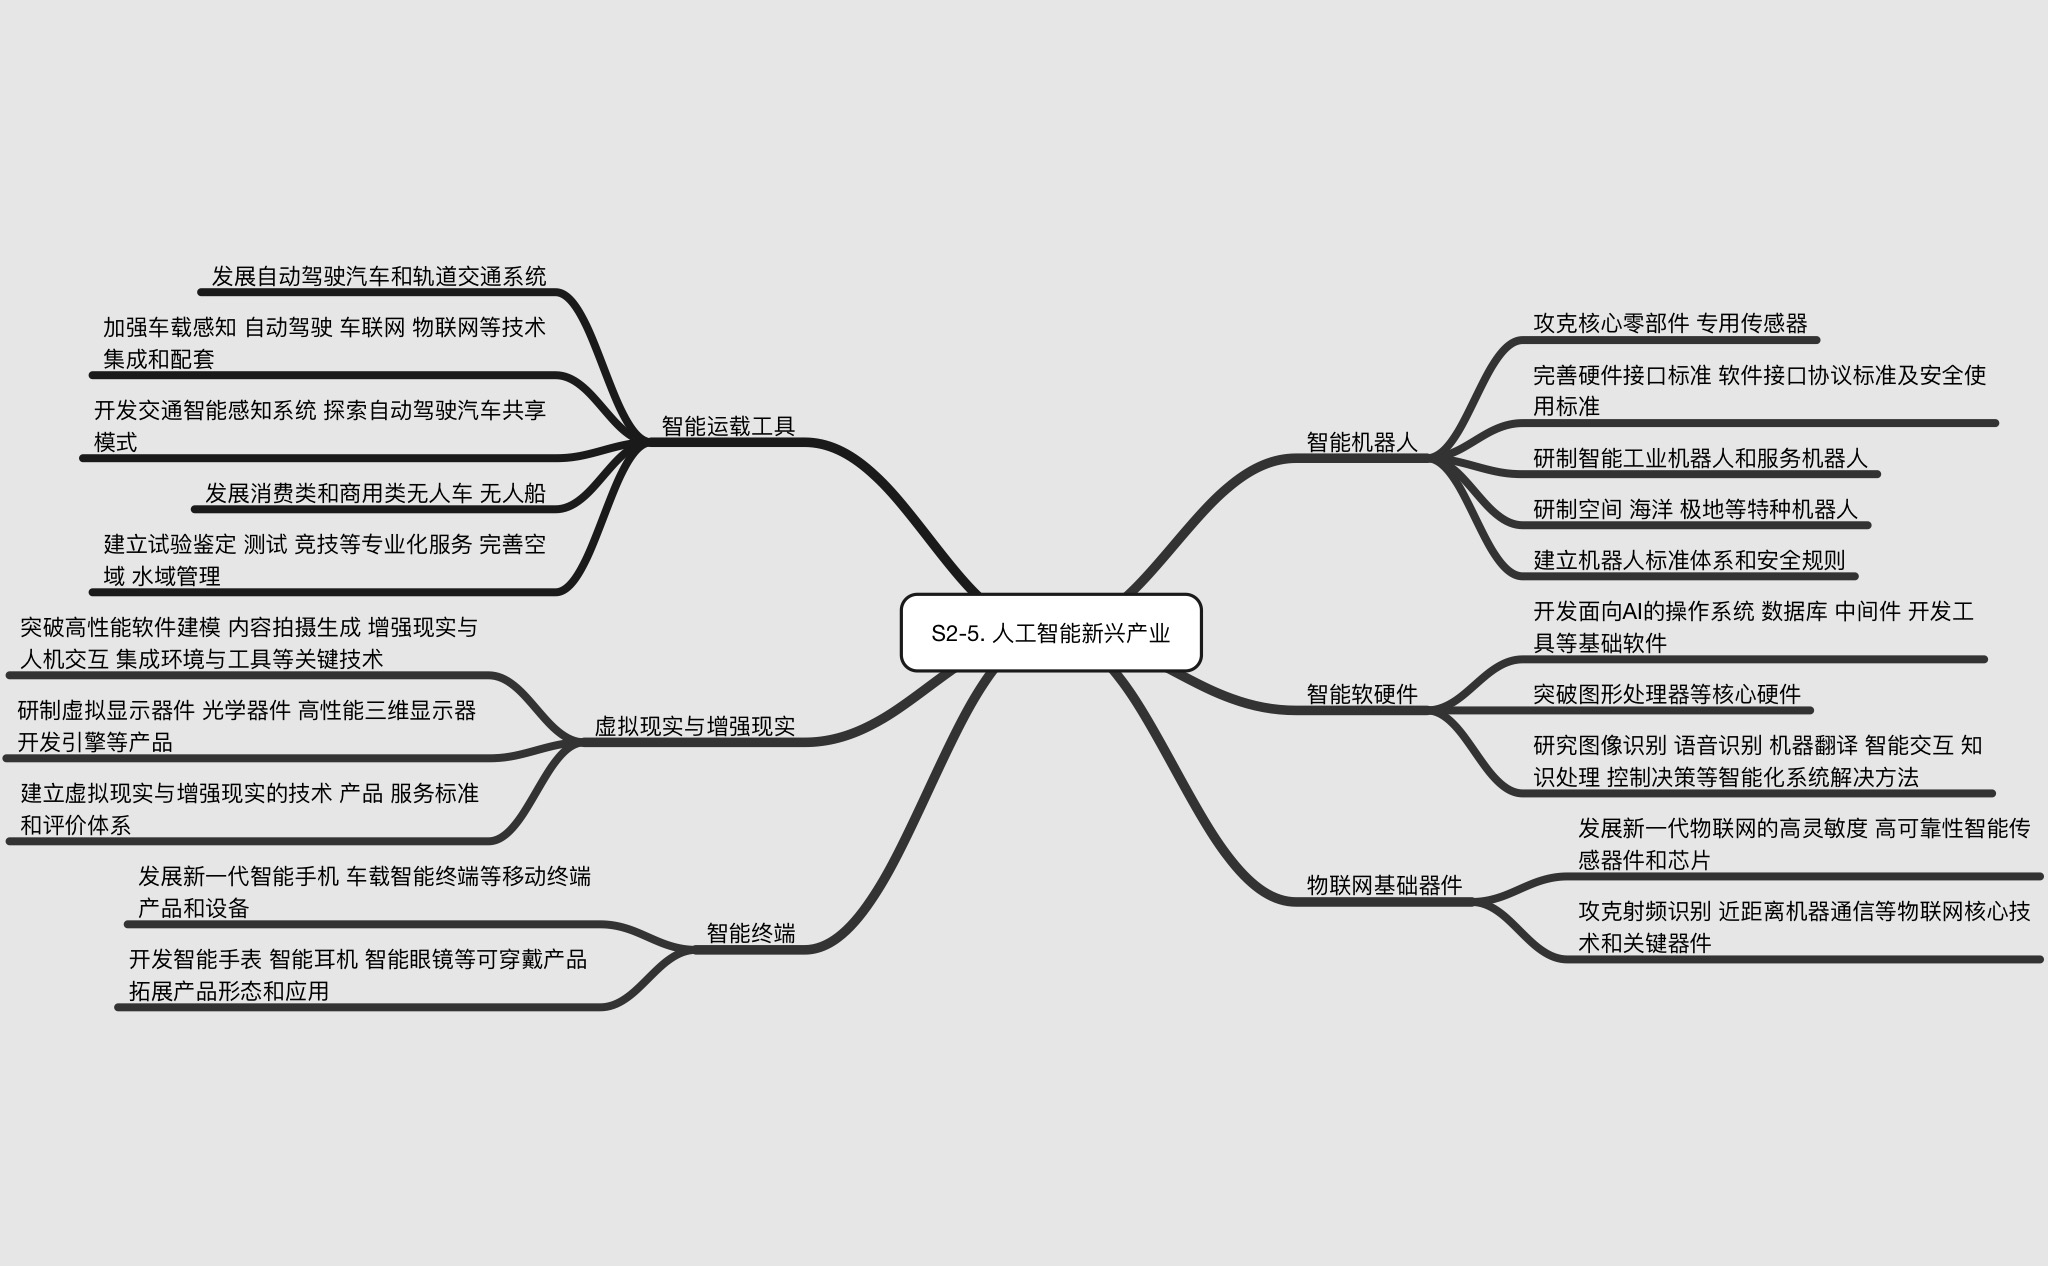 S2-5. 人工智能新兴产业
智能运载工具
发展自动驾驶汽车和轨道交通系统
加强车载感知 自动驾驶 车联网 物联网等技术
集成和配套
开发交通智能感知系统 探索自动驾驶汽车共享
模式
发展消费类和商用类无人车 无人船
建立试验鉴定 测试 竞技等专业化服务 完善空
域 水域管理
虚拟现实与增强现实
突破高性能软件建模 内容拍摄生成 增强现实与
人机交互 集成环境与工具等关键技术
研制虚拟显示器件 光学器件 高性能三维显示器
开发引擎等产品
建立虚拟现实与增强现实的技术 产品 服务标准
和评价体系
智能终端
发展新一代智能手机 车载智能终端等移动终端
产品和设备
开发智能手表 智能耳机 智能眼镜等可穿戴产品
拓展产品形态和应用
智能机器人
攻克核心零部件 专用传感器
完善硬件接口标准 软件接口协议标准及安全使
用标准
研制智能工业机器人和服务机器人
研制空间 海洋 极地等特种机器人
建立机器人标准体系和安全规则
智能软硬件
开发面向AI的操作系统 数据库 中间件 开发工
具等基础软件
突破图形处理器等核心硬件
研究图像识别 语音识别 机器翻译 智能交互 知
识处理 控制决策等智能化系统解决方法
物联网基础器件
发展新一代物联网的高灵敏度 高可靠性智能传
感器件和芯片
攻克射频识别 近距离机器通信等物联网核心技
术和关键器件